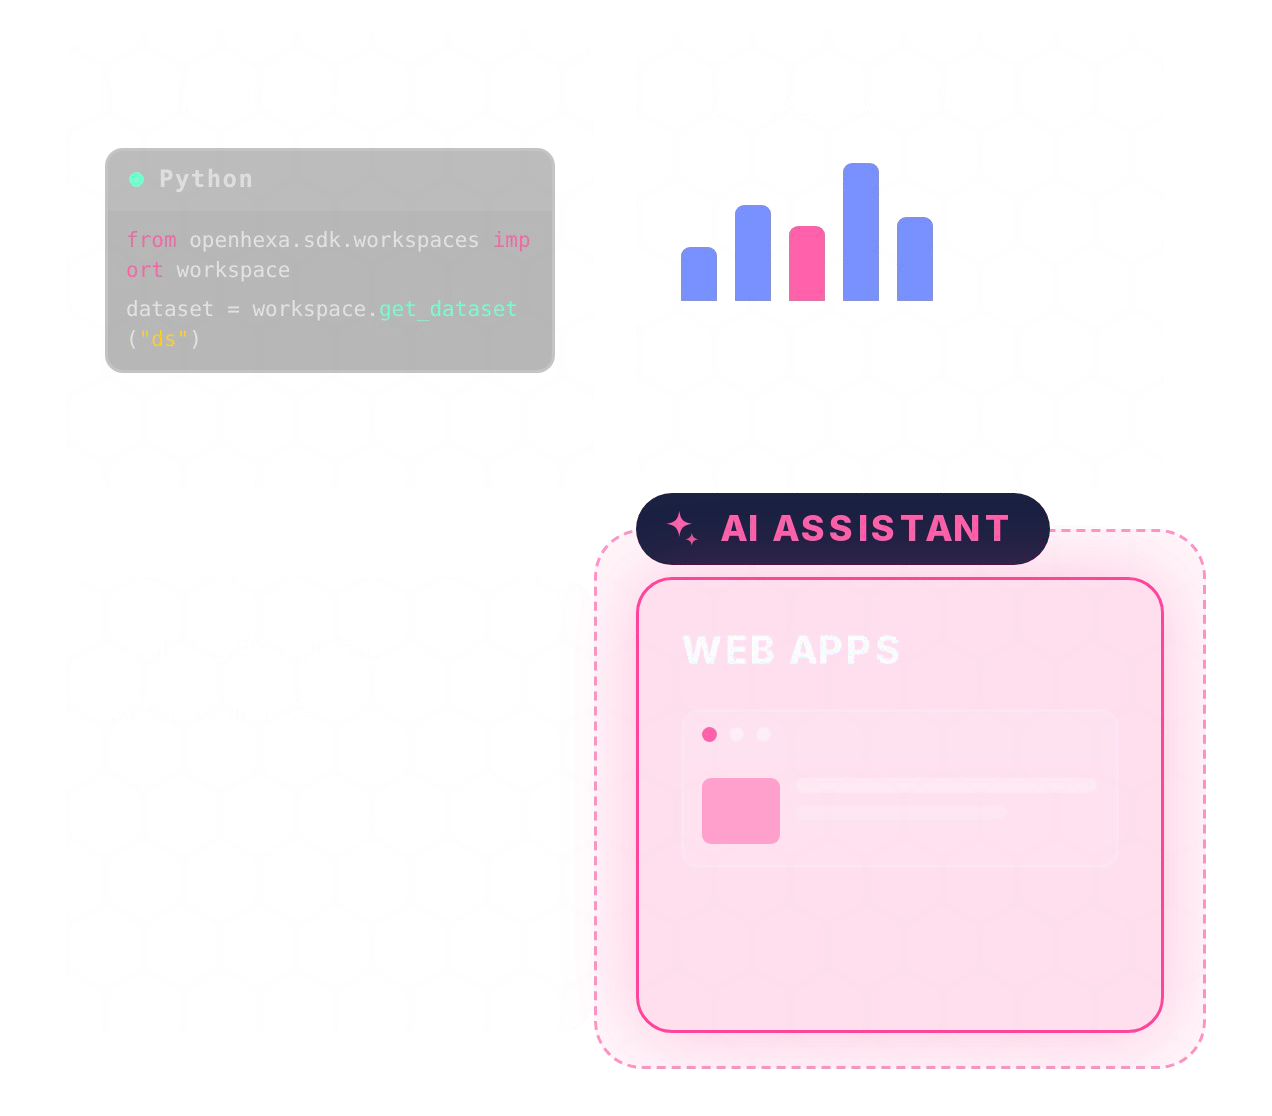 Python
from openhexa.sdk.workspaces imp
ort workspace
dataset = workspace.get_dataset
("ds")
AI ASSISTANT
WEB APPS